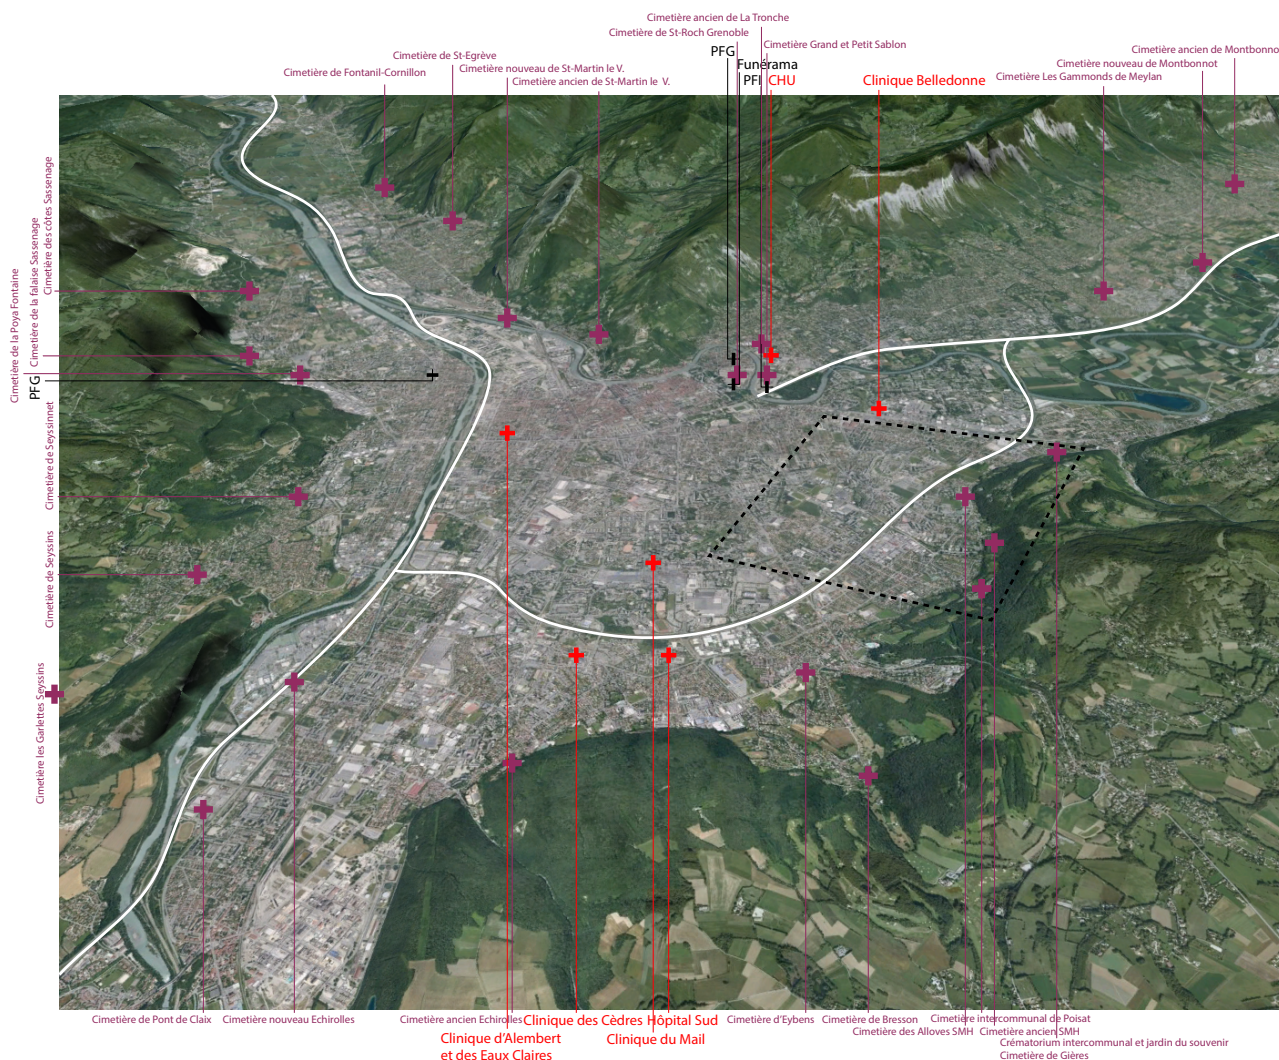 Cimetière ancien de La Tronche
Cimetière de St-Roch Grenoble
PFG
Cimetière Grand et Petit Sablon
Cimetière ancien de Montbonno
Cimetière de St-Egrève
Funérama
Cimetière nouveau de Montbonnot
Cimetière de Fontanil-Cornillon
Cimetière nouveau de St-Martin le V.
Cimetière ancien de St-Martin le V.
PFI
CHU
Clinique Belledonne
Cimetière Les Gammonds de Meylan
Cimetière des côtes Sassenage
Cimetière de la falaise Sassenage
Cimetière de la Poya Fontaine
PFG
Cimetière de Seyssinnet
Cimetière de Seyssins
Cimetière les Garlettes Seyssins
Cimetière de Pont de Claix
Cimetière nouveau Echirolles
Cimetière ancien Echirolles
Clinique des Cèdres
Hôpital Sud
Cimetière d'Eybens
Cimetière de Bresson
Cimetière intercommunal de Poisat
Clinique d'Alembert
et des Eaux Claires
Clinique du Mail
Cimetière des Alloves SMH
Cimetière ancien SMH
Crématorium intercommunal et jardin du souvenir
Cimetière de Gières